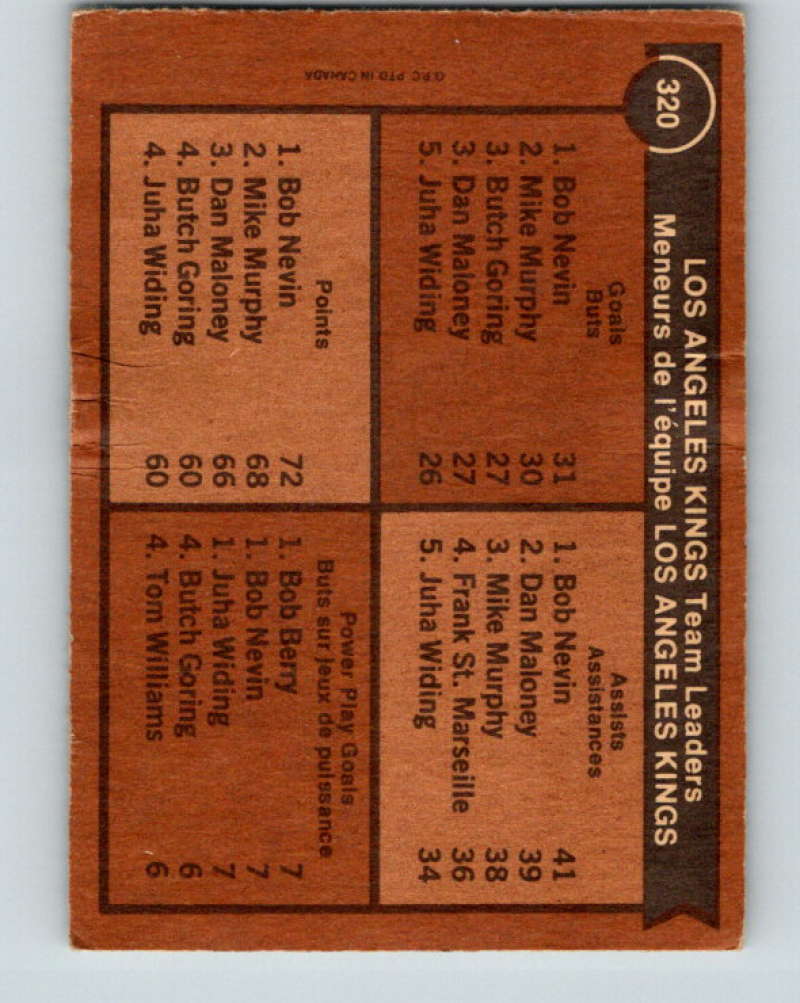 320
LOS ANGELES KINGS Team Leaders
Meneurs de l'équipe LOS ANGELES KINGS
Goals
Buts
1. Bob Nevin 31
2. Mike Murphy 30
3. Butch Goring 27
3. Dan Maloney 27
5. Juha Widing 26
Assists
Assistances
1. Bob Nevin 41
2. Dan Maloney 39
3. Mike Murphy 38
4. Frank St. Marseille 36
5. Juha Widing 34
Points
1. Bob Nevin 72
2. Mike Murphy 68
3. Dan Maloney 66
4. Butch Goring 60
4. Juha Widing 60
Power Play Goals
Buts sur jeux de puissance
1. Bob Berry 7
1. Bob Nevin 7
1. Juha Widing 7
4. Butch Goring 6
4. Tom Williams 6
O.P.C. PTD IN CANADA